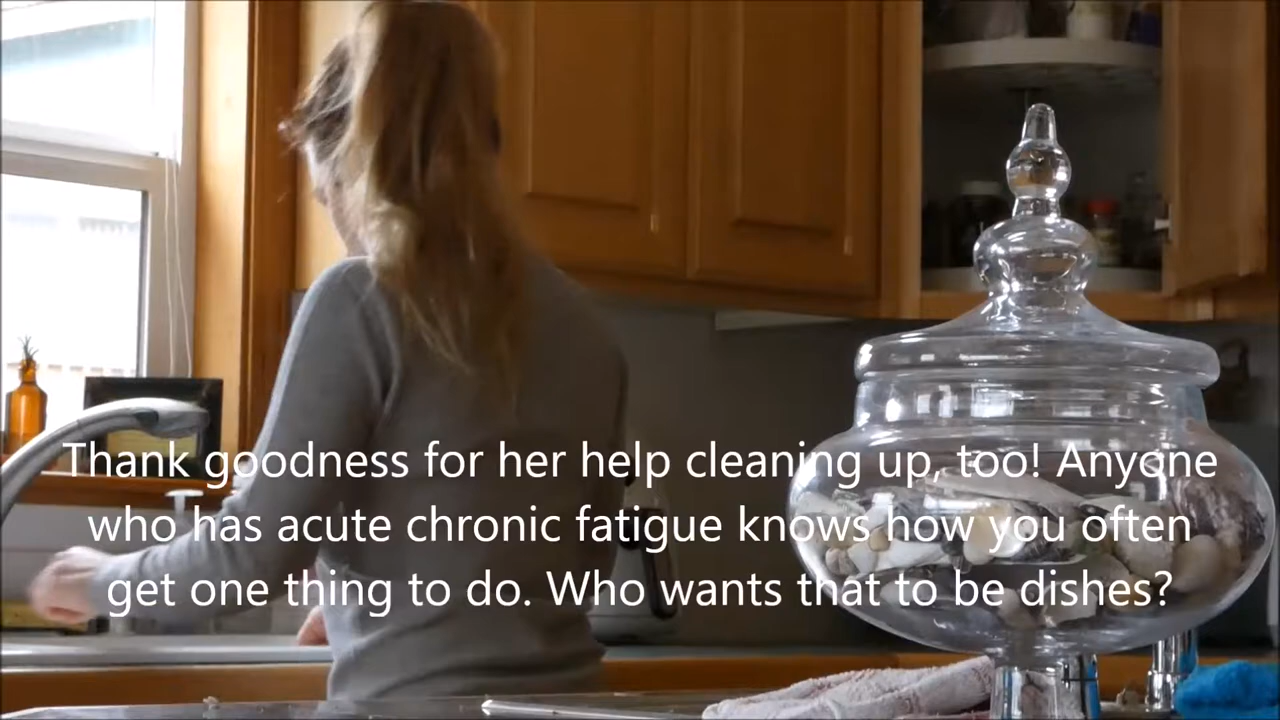 Thank goodness for her help cleaning up, too! Anyone
who has acute chronic fatigue knows how you often
get one thing to do. Who wants that to be dishes?